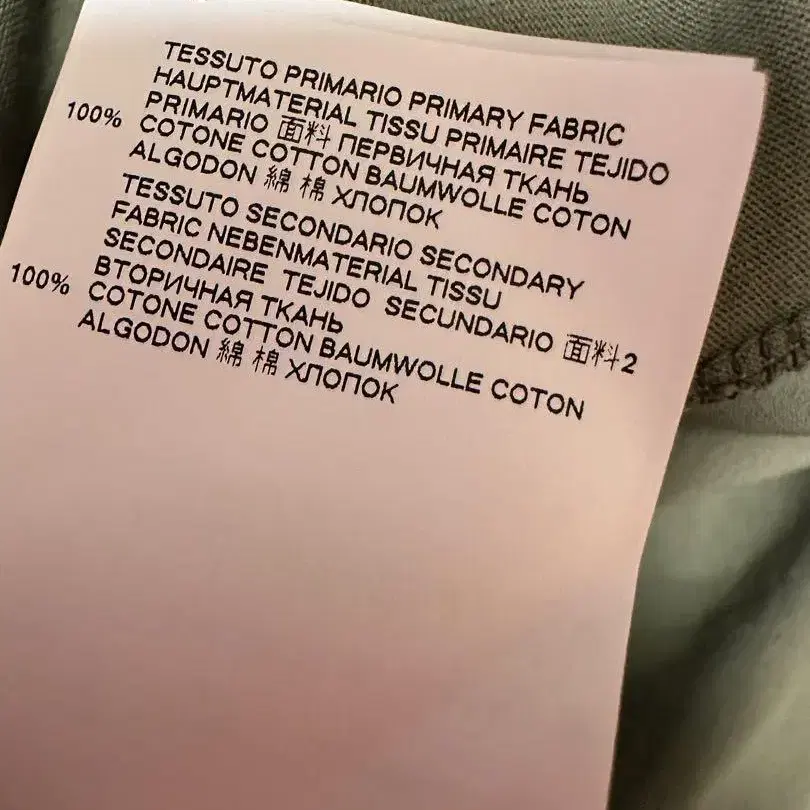 TESSUTO PRIMARIO PRIMARY FABRIC
HAUPTMATERIAL TISSU PRIMAIRE TEJIDO
PRIMARIO 面料 ПЕРВИЧНАЯ ТКАНЬ
100% COTONE COTTON BAUMWOLLE COTON
ALGODON 綿 棉 ХЛОПОК
TESSUTO SECONDARIO SECONDARY
FABRIC NEBENMATERIAL TISSU
SECONDAIRE TEJIDO SECUNDARIO 面料2
ВТОРИЧНАЯ ТКАНЬ
100% COTONE COTTON BAUMWOLLE COTON
ALGODON 綿 棉 ХЛОПОК